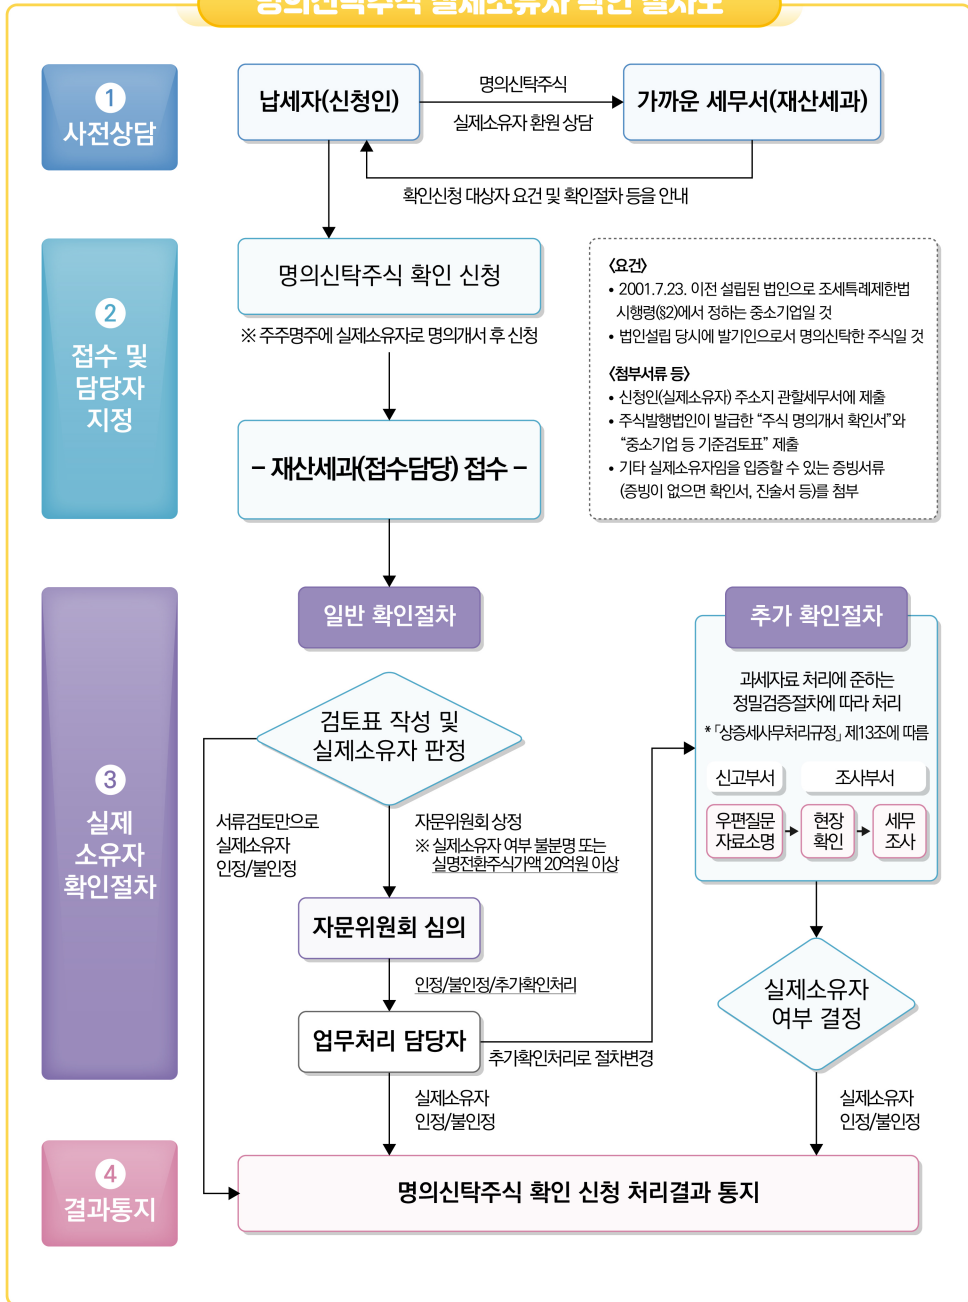 명의신탁주식 실제소유자 확인 절차도
1
사전상담
납세자(신청인)
명의신탁주식
실제소유자 환원 상담
가까운 세무서(재산세과)
확인신청 대상자 요건 및 확인절차 등을 안내
2
접수 및
담당자
지정
명의신탁주식 확인 신청
※ 주주명주에 실제소유자로 명의개서 후 신청
– 재산세과(접수담당) 접수 –
〈요건〉
• 2001.7.23. 이전 설립된 법인으로 조세특례제한법
시행령(§2)에서 정하는 중소기업일 것
• 법인설립 당시에 발기인으로서 명의신탁한 주식일 것
〈첨부서류 등〉
• 신청인(실제소유자) 주소지 관할세무서에 제출
• 주식발행법인이 발급한 “주식 명의개서 확인서”와
“중소기업 등 기준검토표” 제출
• 기타 실제소유자임을 입증할 수 있는 증빙서류
(증빙이 없으면 확인서, 진술서 등)를 첨부
3
실제
소유자
확인절차
일반 확인절차
검토표 작성 및
실제소유자 판정
서류검토만으로
실제소유자
인정/불인정
자문위원회 상정
※ 실제소유자 여부 불분명 또는
실명전환주식가액 20억원 이상
자문위원회 심의
인정/불인정/추가확인처리
업무처리 담당자
추가확인처리로 절차변경
실제소유자
인정/불인정
추가 확인절차
과세자료 처리에 준하는
정밀검증절차에 따라 처리
*「상증세사무처리규정」 제13조에 따름
신고부서
조사부서
우편질문
자료소명
현장
확인
세무
조사
실제소유자
여부 결정
실제소유자
인정/불인정
4
결과통지
명의신탁주식 확인 신청 처리결과 통지